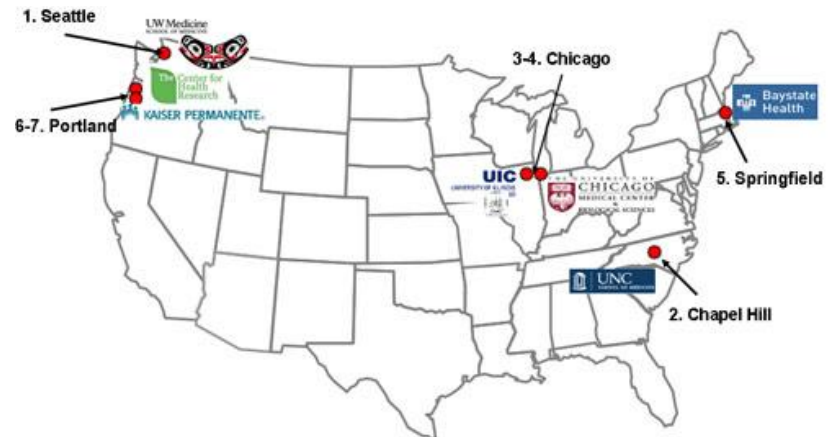 1. Seattle
UW Medicine
SCHOOL OF MEDICINE
The Center for
Health
Research
KAISER PERMANENTE®
6-7. Portland
3-4. Chicago
UIC
UNIVERSITY OF ILLINOIS
THE UNIVERSITY OF
CHICAGO
MEDICAL CENTER
&
BIOLOGICAL SCIENCES
Baystate
Health
5. Springfield
UNC
SCHOOL OF MEDICINE
2. Chapel Hill